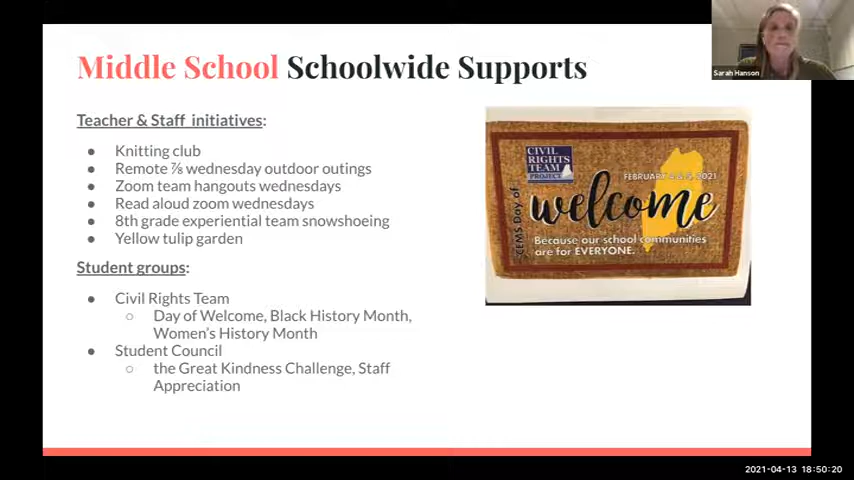 Sarah Hanson
Middle School Schoolwide Supports
Teacher & Staff initiatives:
● Knitting club
● Remote ⅞ wednesday outdoor outings
● Zoom team hangouts wednesdays
● Read aloud zoom wednesdays
● 8th grade experiential team snowshoeing
● Yellow tulip garden
Student groups:
● Civil Rights Team
○ Day of Welcome, Black History Month,
Women's History Month
● Student Council
○ the Great Kindness Challenge, Staff
Appreciation
CIVIL
RIGHTS
TEAM
PROJECT
FEBRUARY 4 & 5, 2021
CEMS Day of
welcome
Because our school communities
are for EVERYONE.
2021-04-13 18:50:20